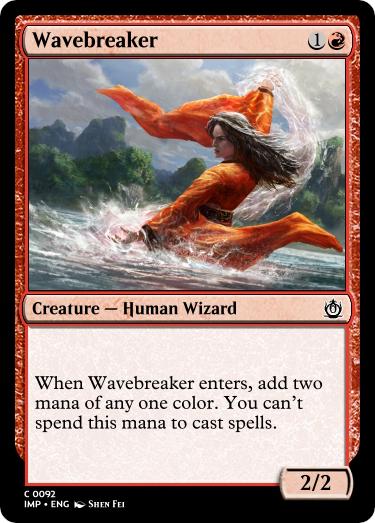 Wavebreaker 1
Creature — Human Wizard
When Wavebreaker enters, add two
mana of any one color. You can't
spend this mana to cast spells.
2/2
C 0092
IMP • ENG Shen Fei